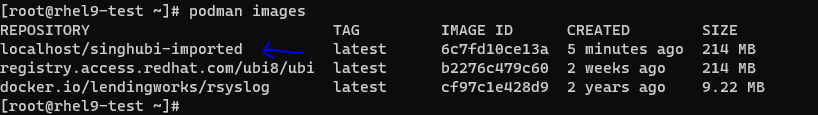 [root@rhel9-test ~]# podman images
REPOSITORY TAG IMAGE ID CREATED SIZE
localhost/singhubi-imported latest 6c7fd10ce13a 5 minutes ago 214 MB
registry.access.redhat.com/ubi8/ubi latest b2276c479c60 2 weeks ago 214 MB
docker.io/lendingworks/rsyslog latest cf97c1e428d9 2 years ago 9.22 MB
[root@rhel9-test ~]#